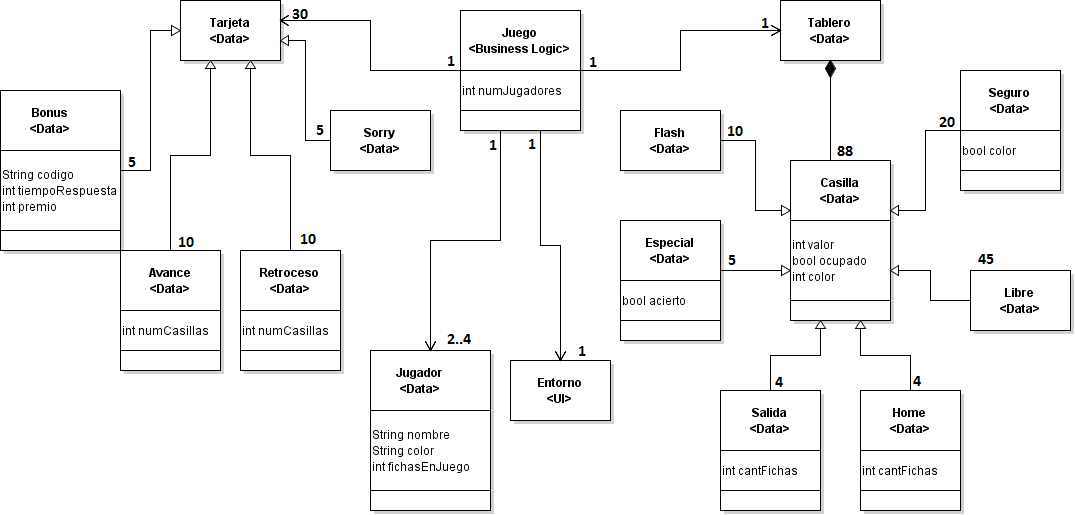 Tarjeta
<Data>
30
1
Juego
<Business Logic>
int numJugadores
1
1
1
1
Tablero
<Data>
Bonus
<Data>
String codigo
int tiempoRespuesta
int premio
5
5
Sorry
<Data>
10
Avance
<Data>
int numCasillas
10
Retroceso
<Data>
int numCasillas
2..4
Jugador
<Data>
String nombre
String color
int fichasEnJuego
1
Entorno
<UI>
Flash
<Data>
10
88
Casilla
<Data>
int valor
bool ocupado
int color
20
Seguro
<Data>
bool color
Especial
<Data>
bool acierto
5
45
Libre
<Data>
4
Salida
<Data>
int cantFichas
4
Home
<Data>
int cantFichas